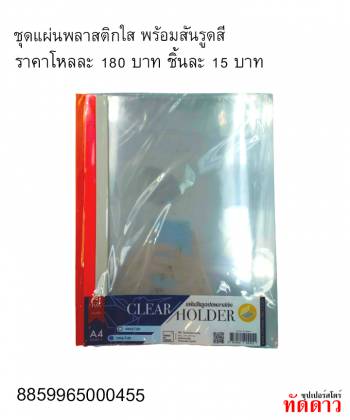 ชุดแผ่นพลาสติกใส พร้อมสันรูดสี
ราคาโหลละ 180 บาท ชิ้นละ 15 บาท
CLEAR HOLDER
A4
8859965000455
ซุปเปอร์สโตร์
ทัดดาว